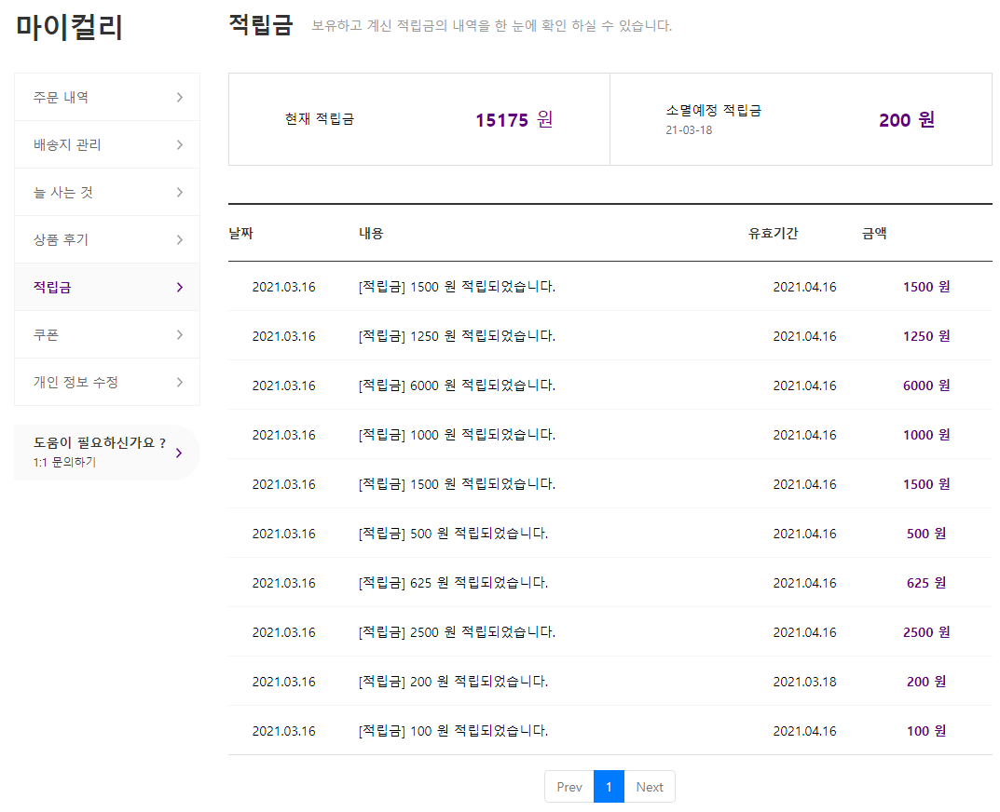 마이컬리
주문 내역
배송지 관리
늘 사는 것
상품 후기
적립금
쿠폰
개인 정보 수정
도움이 필요하신가요 ?
1:1 문의하기
적립금 보유하고 계신 적립금의 내역을 한 눈에 확인 하실 수 있습니다.
현재 적립금 15175 원
소멸예정 적립금 200 원
21-03-18
날짜 내용 유효기간 금액
2021.03.16 [적립금] 1500 원 적립되었습니다. 2021.04.16 1500 원
2021.03.16 [적립금] 1250 원 적립되었습니다. 2021.04.16 1250 원
2021.03.16 [적립금] 6000 원 적립되었습니다. 2021.04.16 6000 원
2021.03.16 [적립금] 1000 원 적립되었습니다. 2021.04.16 1000 원
2021.03.16 [적립금] 1500 원 적립되었습니다. 2021.04.16 1500 원
2021.03.16 [적립금] 500 원 적립되었습니다. 2021.04.16 500 원
2021.03.16 [적립금] 625 원 적립되었습니다. 2021.04.16 625 원
2021.03.16 [적립금] 2500 원 적립되었습니다. 2021.04.16 2500 원
2021.03.16 [적립금] 200 원 적립되었습니다. 2021.03.18 200 원
2021.03.16 [적립금] 100 원 적립되었습니다. 2021.04.16 100 원
Prev 1 Next